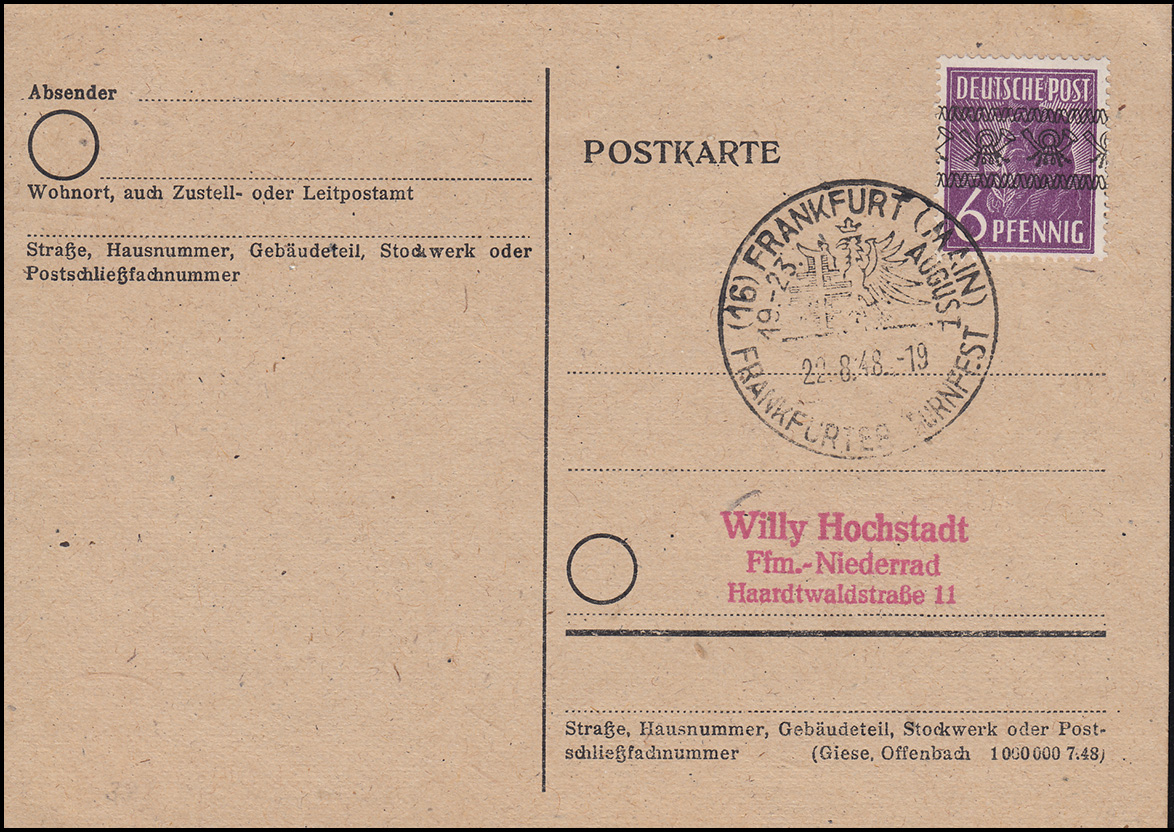 Absender
Wohnort, auch Zustell- oder Leitpostamt
Straße, Hausnummer, Gebäudeteil, Stockwerk oder
Postschließfachnummer
POSTKARTE
DEUTSCHE POST
6 PFENNIG
(16) FRANKFURT (MAIN)
19.-23. AUGUST
22.8.48.-19
FRANKFURTER TURNFEST
Willy Hochstadt
Ffm.-Niederrad
Haardtwaldstraße 11
Straße, Hausnummer, Gebäudeteil, Stockwerk oder Post-
schließfachnummer (Giese, Offenbach 1 000 000 7.48)